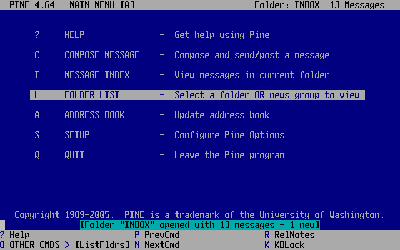 PINE 4.64 MAIN MENU Folder: INBOX Messages
? HELP - Get help using Pine
C COMPOSE MESSAGE - Compose and send/post a message
I MESSAGE INDEX - View messages in current folder
L FOLDER LIST - Select a folder OR news group to view
A ADDRESS BOOK - Update address book
S SETUP - Configure Pine Options
Q QUIT - Leave the Pine program
Copyright 1989-2005. PINE is a trademark of the University of Washington.
[Folder "INBOX" opened with messages - 1 new]
? Help P PrevCmd R RelNotes
O OTHER CMDS > [ListFldrs] N NextCmd K KBLock